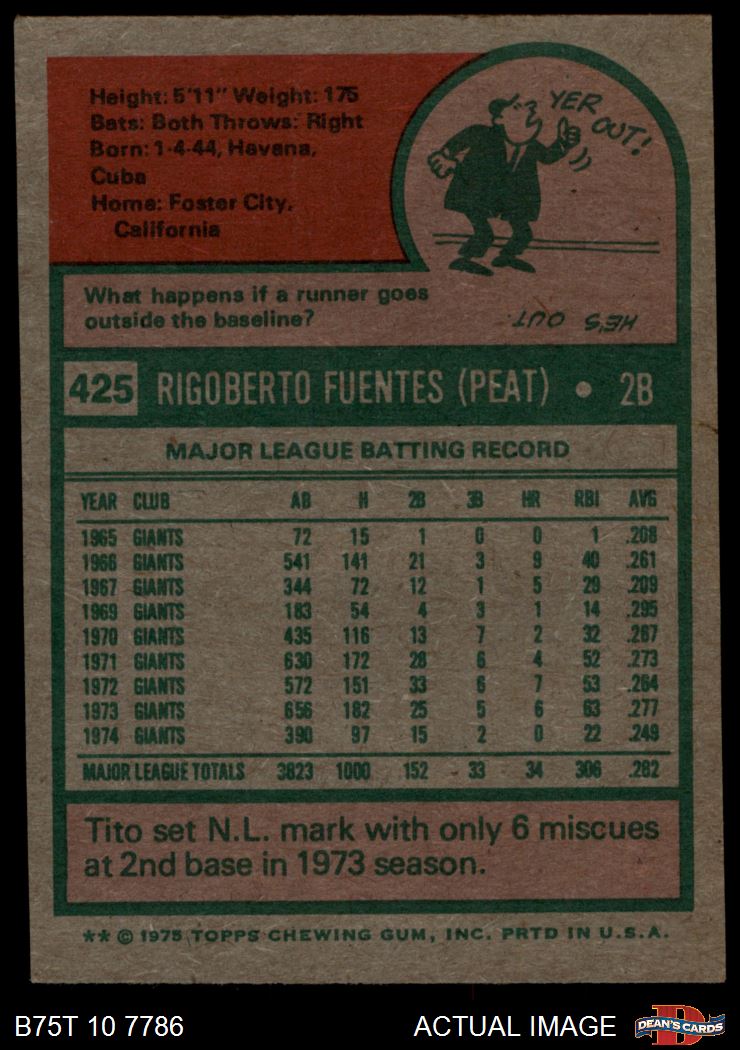 Height: 5'11" Weight: 175
Bats: Both Throws: Right
Born: 1-4-44, Havana,
Cuba
Home: Foster City,
California
YER
OUT!
What happens if a runner goes
outside the baseline?
HE'S OUT.
425 RIGOBERTO FUENTES (PEAT) • 2B
MAJOR LEAGUE BATTING RECORD
YEAR CLUB AB H 2B 3B HR RBI AVG
1965 GIANTS 72 15 1 0 0 1 .208
1966 GIANTS 541 141 21 3 9 40 .261
1967 GIANTS 344 72 12 1 5 29 .209
1969 GIANTS 183 54 4 3 1 14 .295
1970 GIANTS 435 116 13 7 2 32 .267
1971 GIANTS 630 172 28 6 4 52 .273
1972 GIANTS 572 151 33 6 7 53 .264
1973 GIANTS 656 182 25 5 6 63 .277
1974 GIANTS 390 97 15 2 0 22 .249
MAJOR LEAGUE TOTALS 3823 1000 152 33 34 306 .262
Tito set N.L. mark with only 6 miscues
at 2nd base in 1973 season.
** © 1975 TOPPS CHEWING GUM, INC. PRTD IN U.S.A.
B75T 10 7786 ACTUAL IMAGE D DEAN'S CARDS